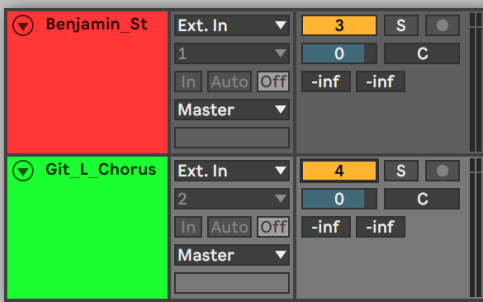 Benjamin_St Ext. In 3 S
1 0 C
In Auto Off -inf -inf
Master
Git_L_Chorus Ext. In 4 S
2 0 C
In Auto Off -inf -inf
Master